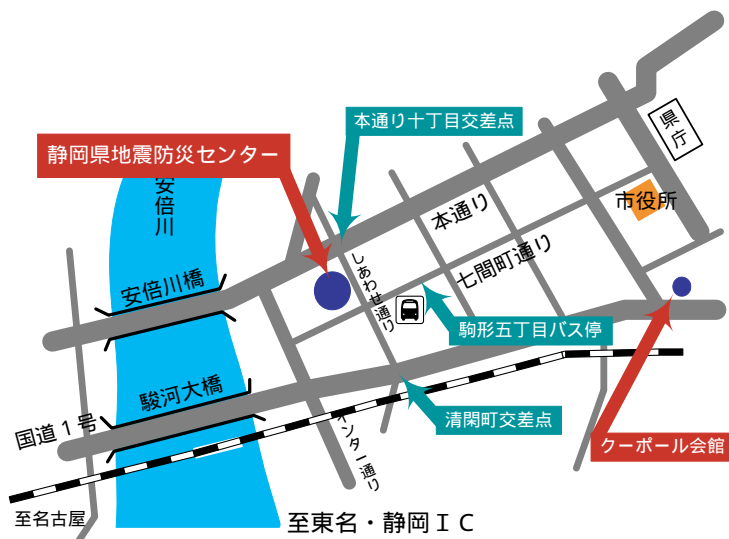 本通り十丁目交差点
県庁
静岡県地震防災センター
安倍川
市役所
本通り
しあわせ通り
七間町通り
安倍川橋
駒形五丁目バス停
駿河大橋
国道１号
清閑町交差点
インター通り
クーポール会館
至名古屋
至東名・静岡ＩＣ